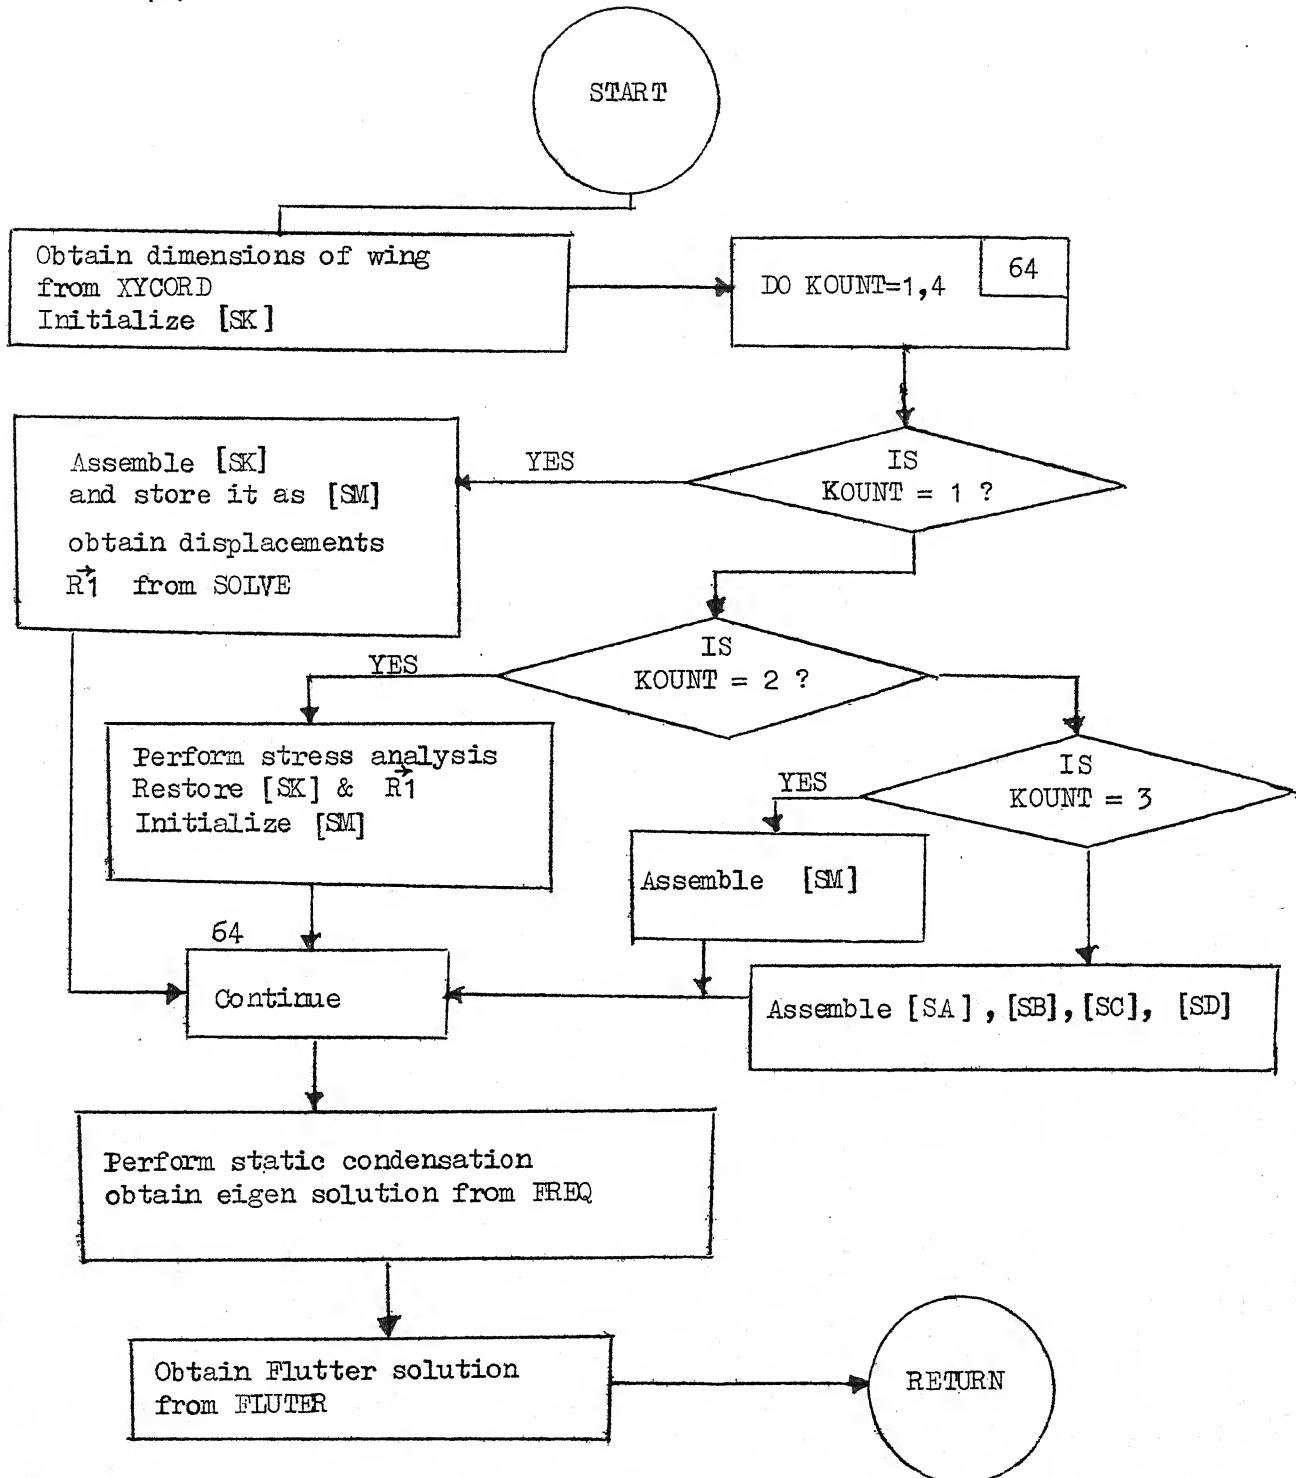 START
Obtain dimensions of wing
from XYCORD
Initialize [SK]
DO KOUNT=1,4
64
IS
KOUNT = 1 ?
YES
Assemble [SK]
and store it as [SM]
obtain displacements
R⃗1 from SOLVE
IS
KOUNT = 2 ?
YES
Perform stress analysis
Restore [SK] & R⃗1
Initialize [SM]
IS
KOUNT = 3
YES
Assemble [SM]
64
Continue
Assemble [SA] , [SB], [SC], [SD]
Perform static condensation
obtain eigen solution from FREQ
Obtain Flutter solution
from FLUTER
RETURN